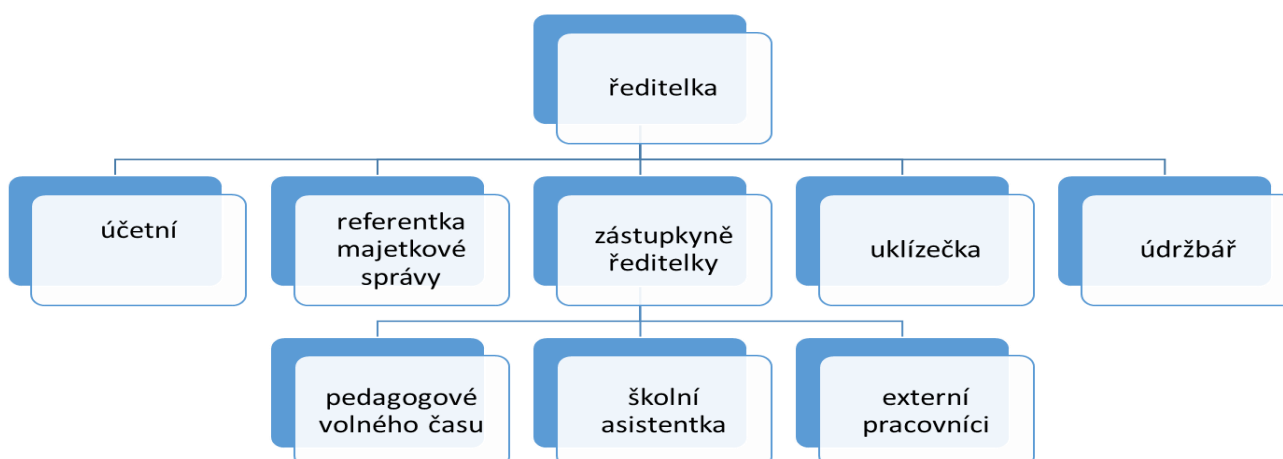 ředitelka
účetní
referentka
majetkové
správy
zástupkyně
ředitelky
uklízečka
údržbář
pedagogové
volného času
školní
asistentka
externí
pracovníci